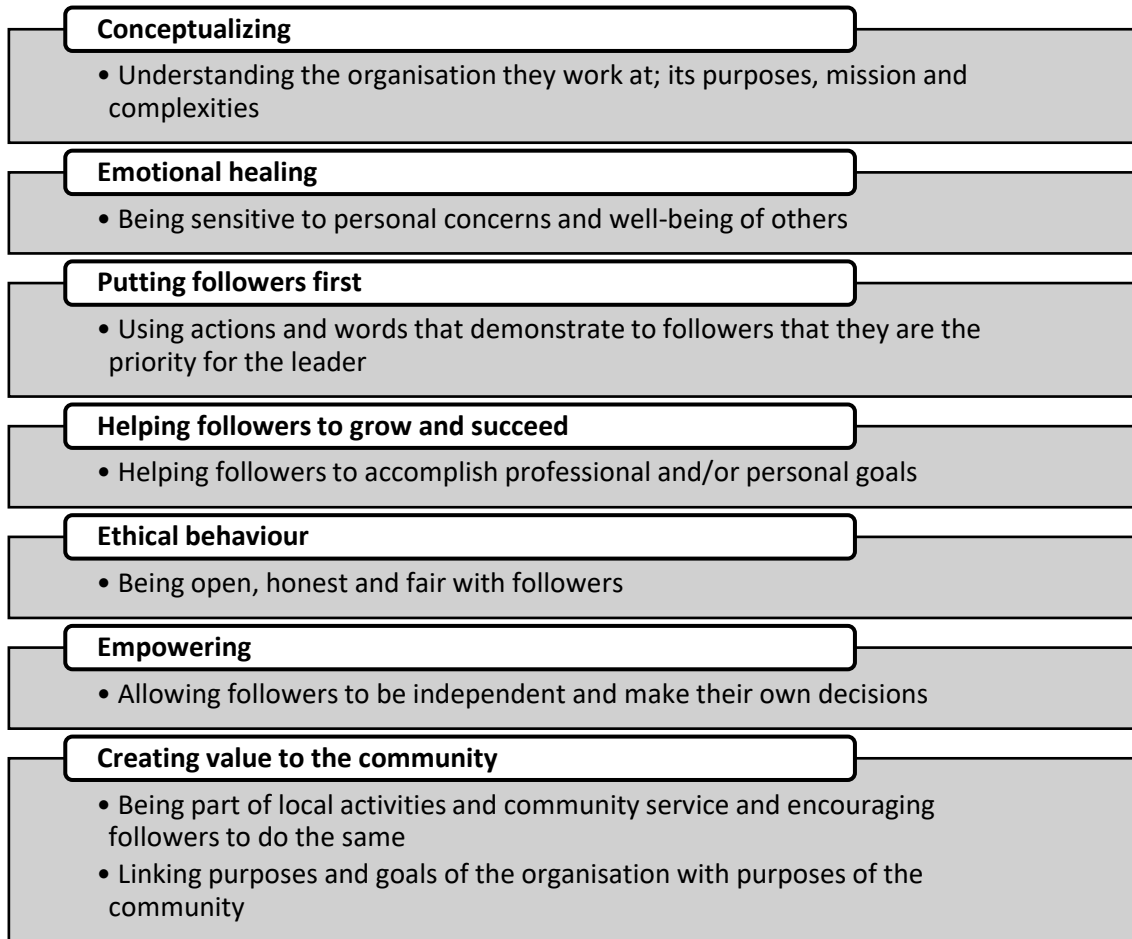 Conceptualizing
• Understanding the organisation they work at; its purposes, mission and
complexities
Emotional healing
• Being sensitive to personal concerns and well-being of others
Putting followers first
• Using actions and words that demonstrate to followers that they are the
priority for the leader
Helping followers to grow and succeed
• Helping followers to accomplish professional and/or personal goals
Ethical behaviour
• Being open, honest and fair with followers
Empowering
• Allowing followers to be independent and make their own decisions
Creating value to the community
• Being part of local activities and community service and encouraging
followers to do the same
• Linking purposes and goals of the organisation with purposes of the
community